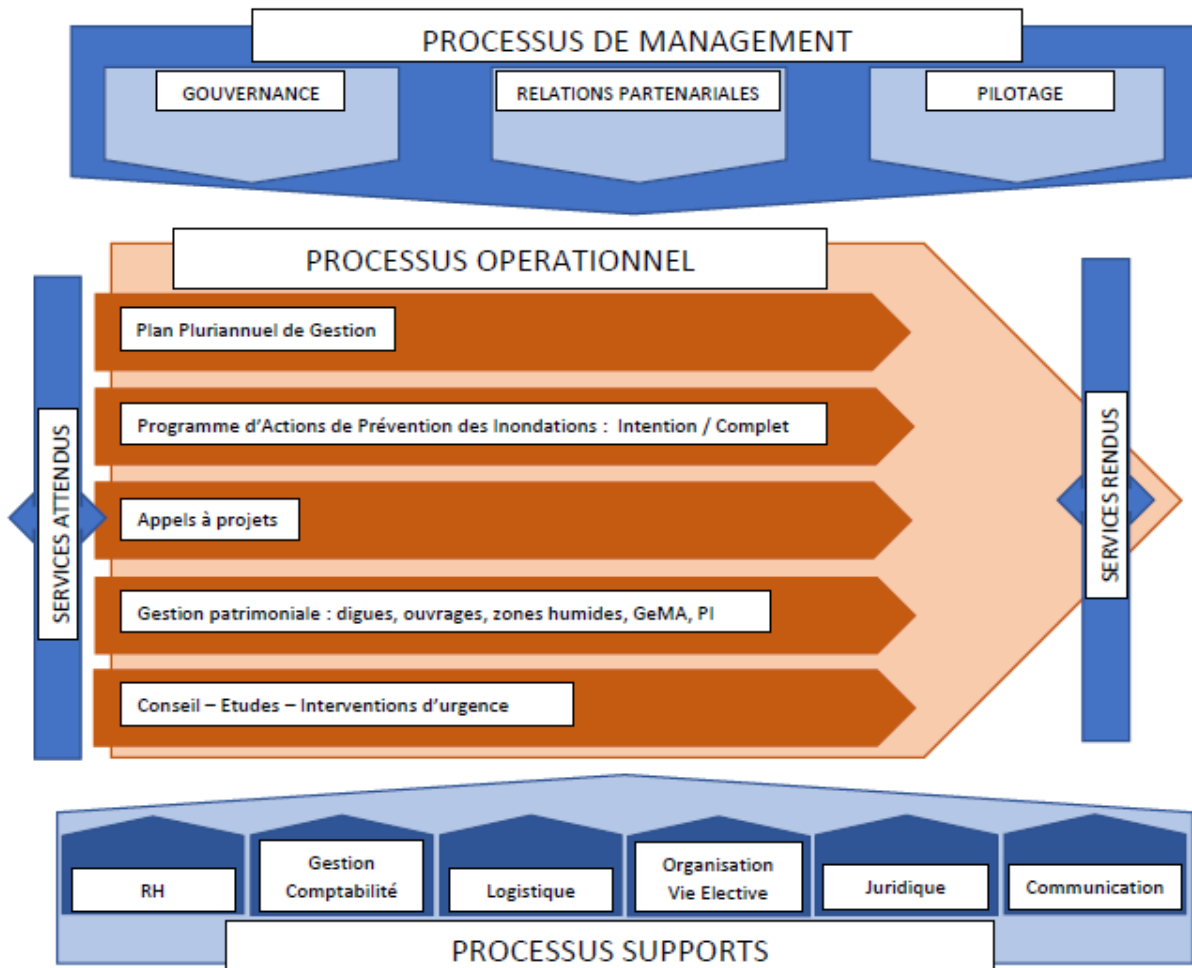 PROCESSUS DE MANAGEMENT
GOUVERNANCE
RELATIONS PARTENARIALES
PILOTAGE
PROCESSUS OPERATIONNEL
Plan Pluriannuel de Gestion
Programme d'Actions de Prévention des Inondations : Intention / Complet
Appels à projets
Gestion patrimoniale : digues, ouvrages, zones humides, GeMA, PI
Conseil – Etudes – Interventions d'urgence
SERVICES ATTENDUS
SERVICES RENDUS
RH
Gestion
Comptabilité
Logistique
Organisation
Vie Elective
Juridique
Communication
PROCESSUS SUPPORTS